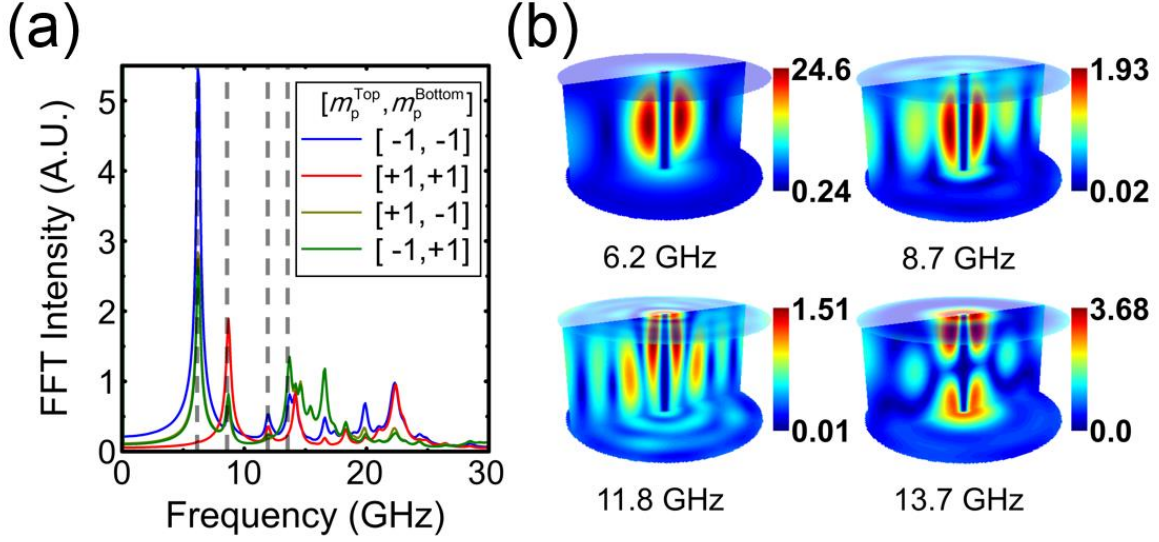 (a)
FFT Intensity (A.U.)
5
4
3
2
1
0
0 10 20 30
Frequency (GHz)
[m_p^Top, m_p^Bottom]
[-1, -1]
[+1,+1]
[+1, -1]
[-1,+1]
(b)
24.6
0.24
6.2 GHz
1.93
0.02
8.7 GHz
1.51
0.01
11.8 GHz
3.68
0.0
13.7 GHz